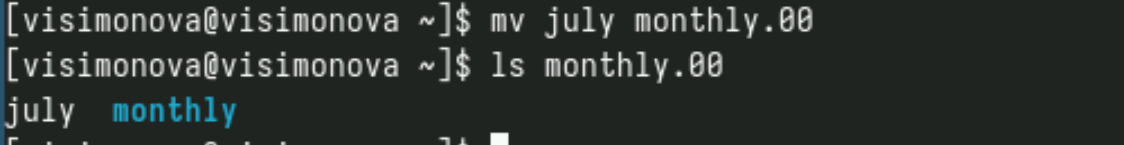 [visimonova@visimonova ~]$ mv july monthly.00
[visimonova@visimonova ~]$ ls monthly.00
july  monthly